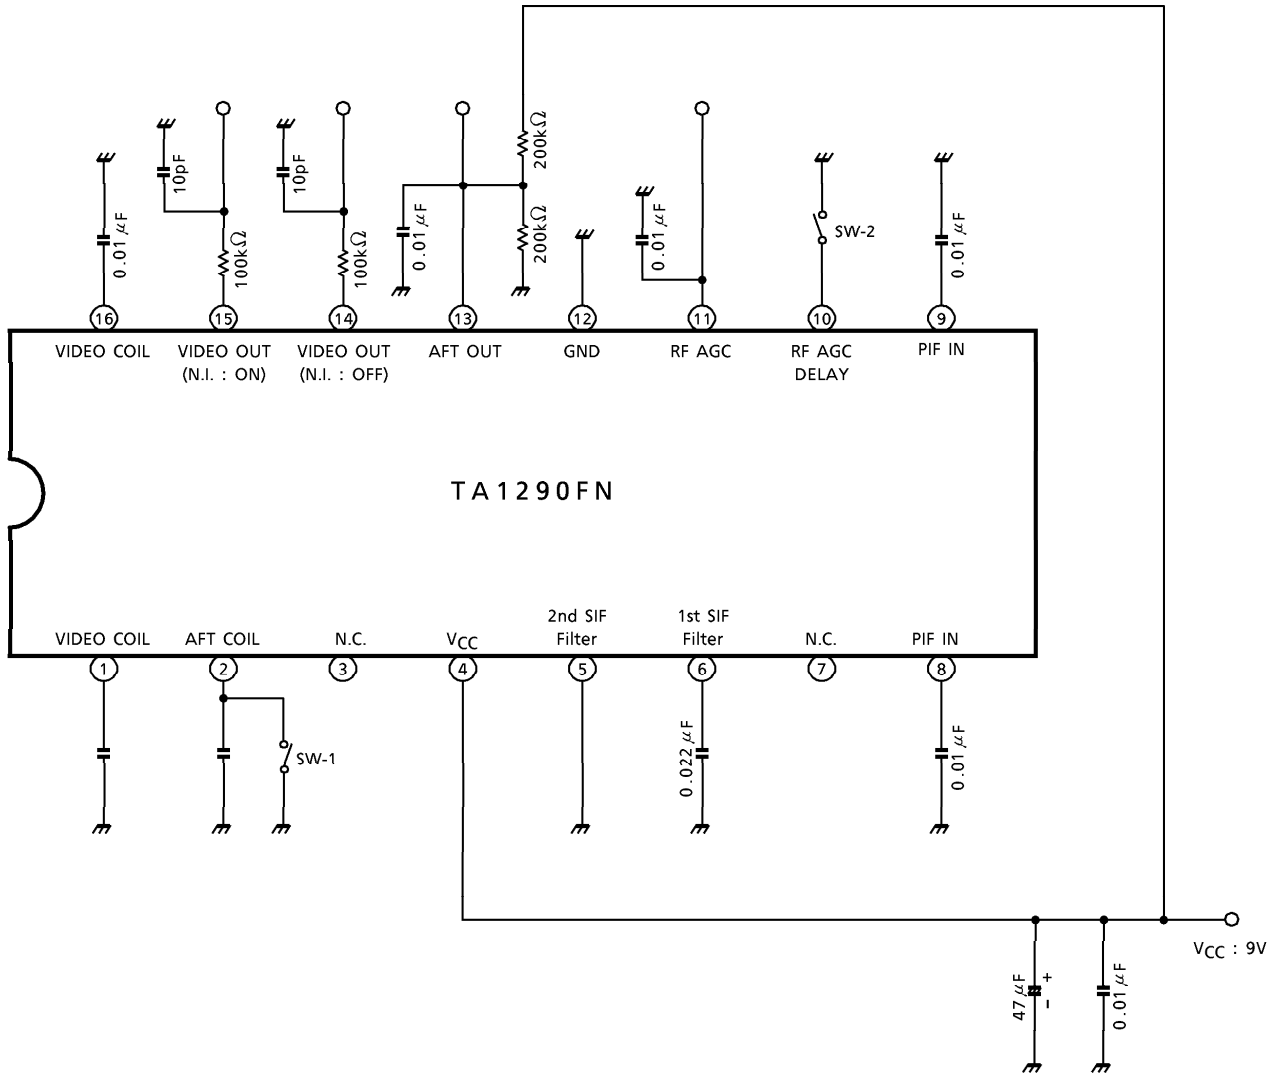 200kΩ
10pF
10pF
0.01 μF
100kΩ
100kΩ
0.01 μF
200kΩ
0.01 μF
SW-2
0.01 μF
16
15
14
13
12
11
10
9
VIDEO COIL
VIDEO OUT
(N.I. : ON)
VIDEO OUT
(N.I. : OFF)
AFT OUT
GND
RF AGC
RF AGC
DELAY
PIF IN
TA1290FN
VIDEO COIL
AFT COIL
N.C.
VCC
2nd SIF
Filter
1st SIF
Filter
N.C.
PIF IN
1
2
3
4
5
6
7
8
SW-1
0.022 μF
0.01 μF
VCC : 9V
47 μF
+
-
0.01 μF